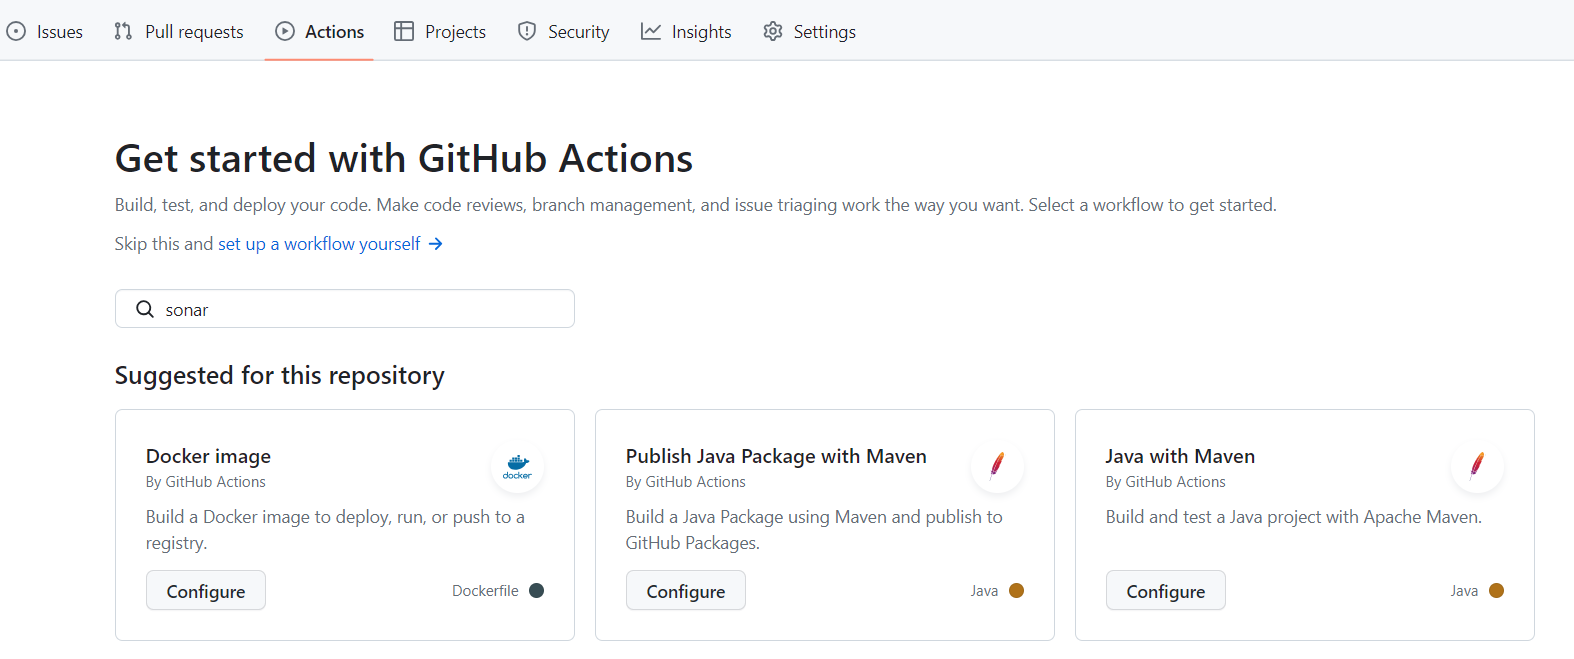 Issues Pull requests Actions Projects Security Insights Settings
Get started with GitHub Actions
Build, test, and deploy your code. Make code reviews, branch management, and issue triaging work the way you want. Select a workflow to get started.
Skip this and set up a workflow yourself →
sonar
Suggested for this repository
Docker image
By GitHub Actions
docker
Build a Docker image to deploy, run, or push to a
registry.
Configure
Dockerfile
Publish Java Package with Maven
By GitHub Actions
Build a Java Package using Maven and publish to
GitHub Packages.
Configure
Java
Java with Maven
By GitHub Actions
Build and test a Java project with Apache Maven.
Configure
Java